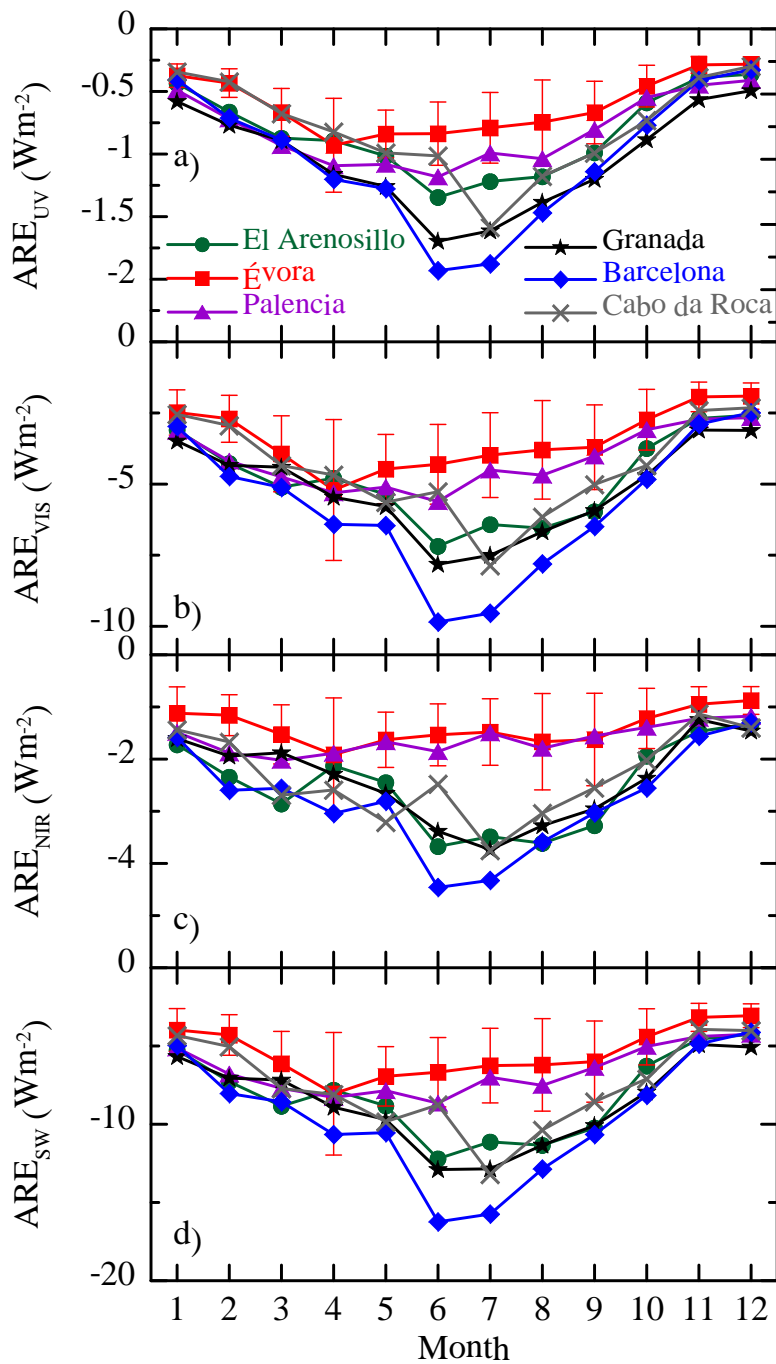 0
-0.5
-1
-1.5
-2
ARE_UV (Wm⁻²)
a)
El Arenosillo
Évora
Palencia
Granada
Barcelona
Cabo da Roca
0
-5
-10
ARE_VIS (Wm⁻²)
b)
0
-2
-4
ARE_NIR (Wm⁻²)
c)
0
-10
-20
ARE_SW (Wm⁻²)
d)
1 2 3 4 5 6 7 8 9 10 11 12
Month